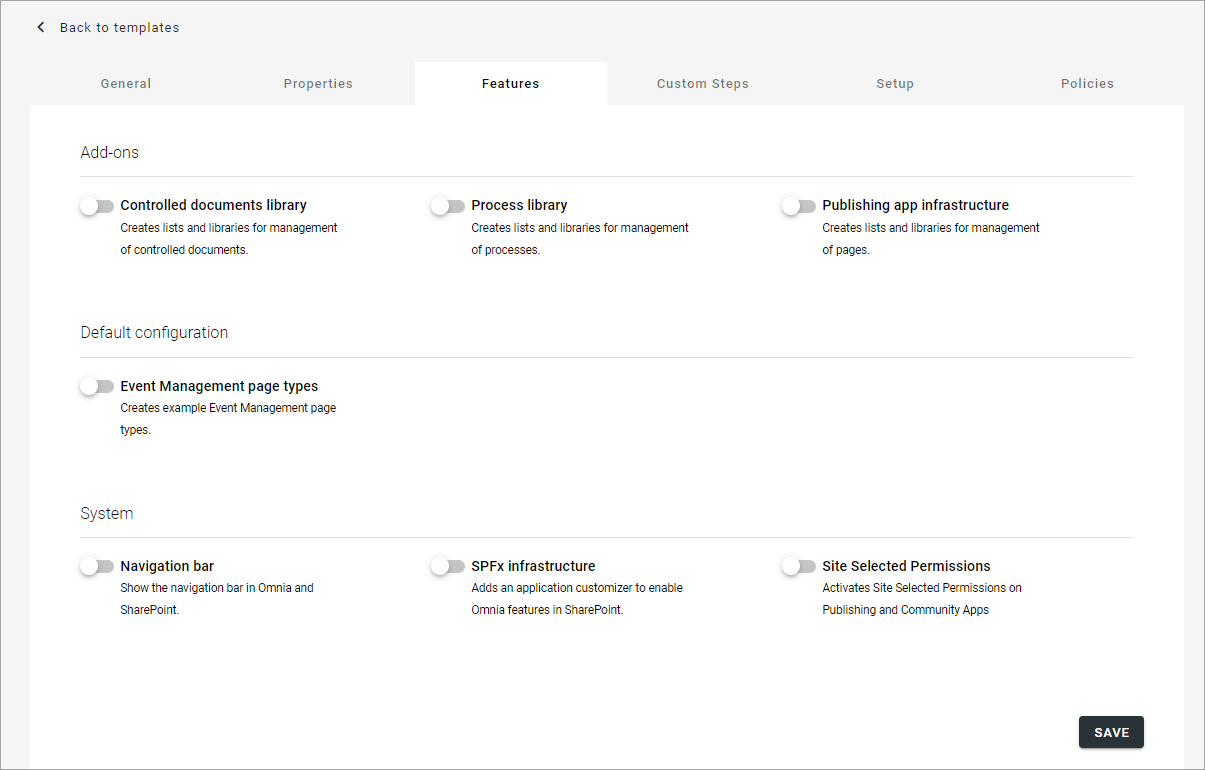 Back to templates
General Properties Features Custom Steps Setup Policies
Add-ons
Controlled documents library Process library Publishing app infrastructure
Creates lists and libraries for management Creates lists and libraries for management Creates lists and libraries for management
of controlled documents. of processes. of pages.
Default configuration
Event Management page types
Creates example Event Management page
types.
System
Navigation bar SPFx infrastructure Site Selected Permissions
Show the navigation bar in Omnia and Adds an application customizer to enable Activates Site Selected Permissions on
SharePoint. Omnia features in SharePoint. Publishing and Community Apps
SAVE